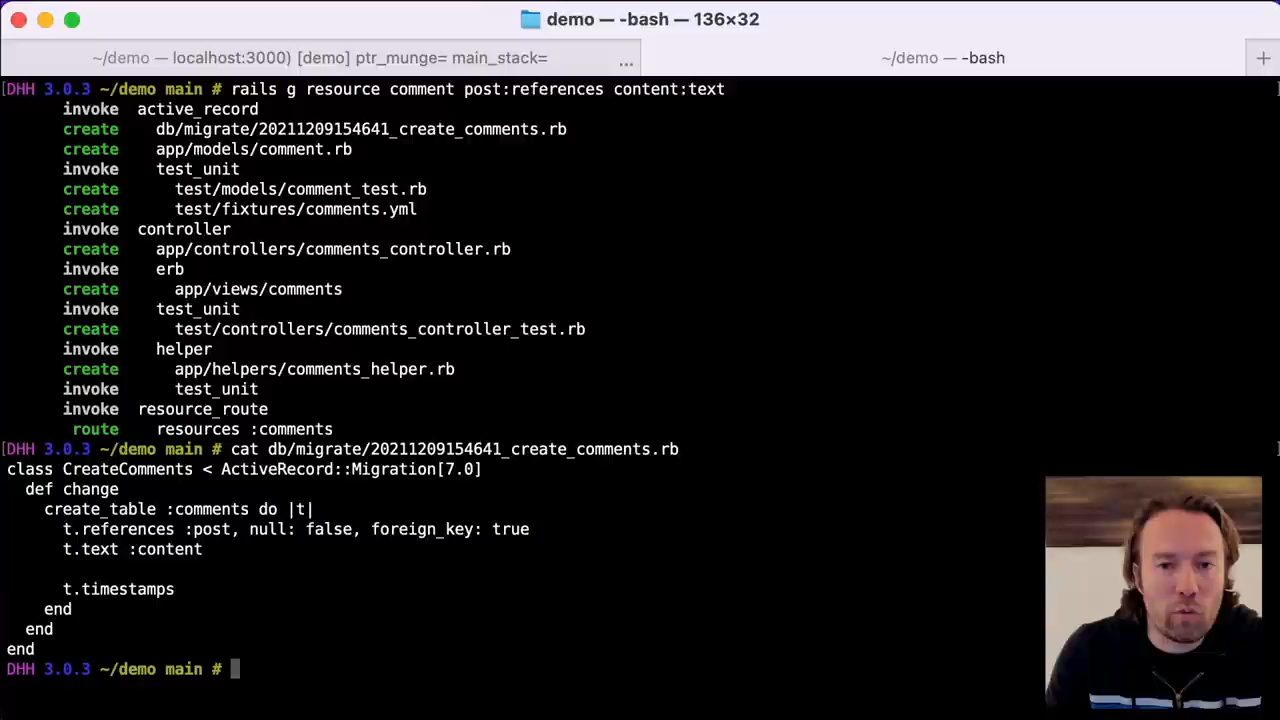 demo — -bash — 136×32
~/demo — localhost:3000) [demo] ptr_munge= main_stack= ...
~/demo — -bash
[DHH 3.0.3 ~/demo main # rails g resource comment post:references content:text ]
invoke active_record
create db/migrate/20211209154641_create_comments.rb
create app/models/comment.rb
invoke test_unit
create test/models/comment_test.rb
create test/fixtures/comments.yml
invoke controller
create app/controllers/comments_controller.rb
invoke erb
create app/views/comments
invoke test_unit
create test/controllers/comments_controller_test.rb
invoke helper
create app/helpers/comments_helper.rb
invoke test_unit
invoke resource_route
route resources :comments
[DHH 3.0.3 ~/demo main # cat db/migrate/20211209154641_create_comments.rb ]
class CreateComments < ActiveRecord::Migration[7.0]
def change
create_table :comments do |t|
t.references :post, null: false, foreign_key: true
t.text :content
t.timestamps
end
end
end
DHH 3.0.3 ~/demo main #